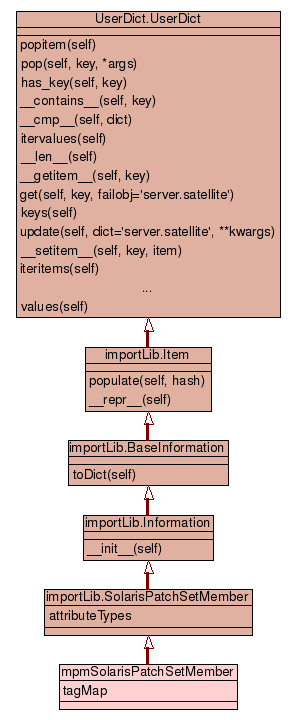 UserDict.UserDict
popitem(self)
pop(self, key, *args)
has_key(self, key)
__contains__(self, key)
__cmp__(self, dict)
itervalues(self)
__len__(self)
__getitem__(self, key)
get(self, key, failobj='server.satellite')
keys(self)
update(self, dict='server.satellite', **kwargs)
__setitem__(self, key, item)
iteritems(self)
...
values(self)
importLib.Item
populate(self, hash)
__repr__(self)
importLib.BaseInformation
toDict(self)
importLib.Information
__init__(self)
importLib.SolarisPatchSetMember
attributeTypes
mpmSolarisPatchSetMember
tagMap